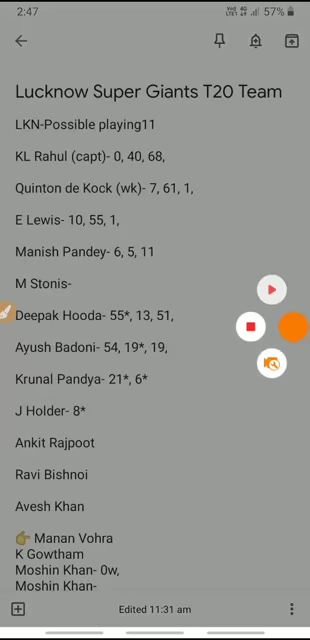 2:47
57%
Lucknow Super Giants T20 Team
LKN-Possible playing11
KL Rahul (capt)- 0, 40, 68,
Quinton de Kock (wk)- 7, 61, 1,
E Lewis- 10, 55, 1,
Manish Pandey- 6, 5, 11
M Stonis-
Deepak Hooda- 55*, 13, 51,
Ayush Badoni- 54, 19*, 19,
Krunal Pandya- 21*, 6*
J Holder- 8*
Ankit Rajpoot
Ravi Bishnoi
Avesh Khan
👉 Manan Vohra
K Gowtham
Moshin Khan- 0w,
Moshin Khan-
Edited 11:31 am